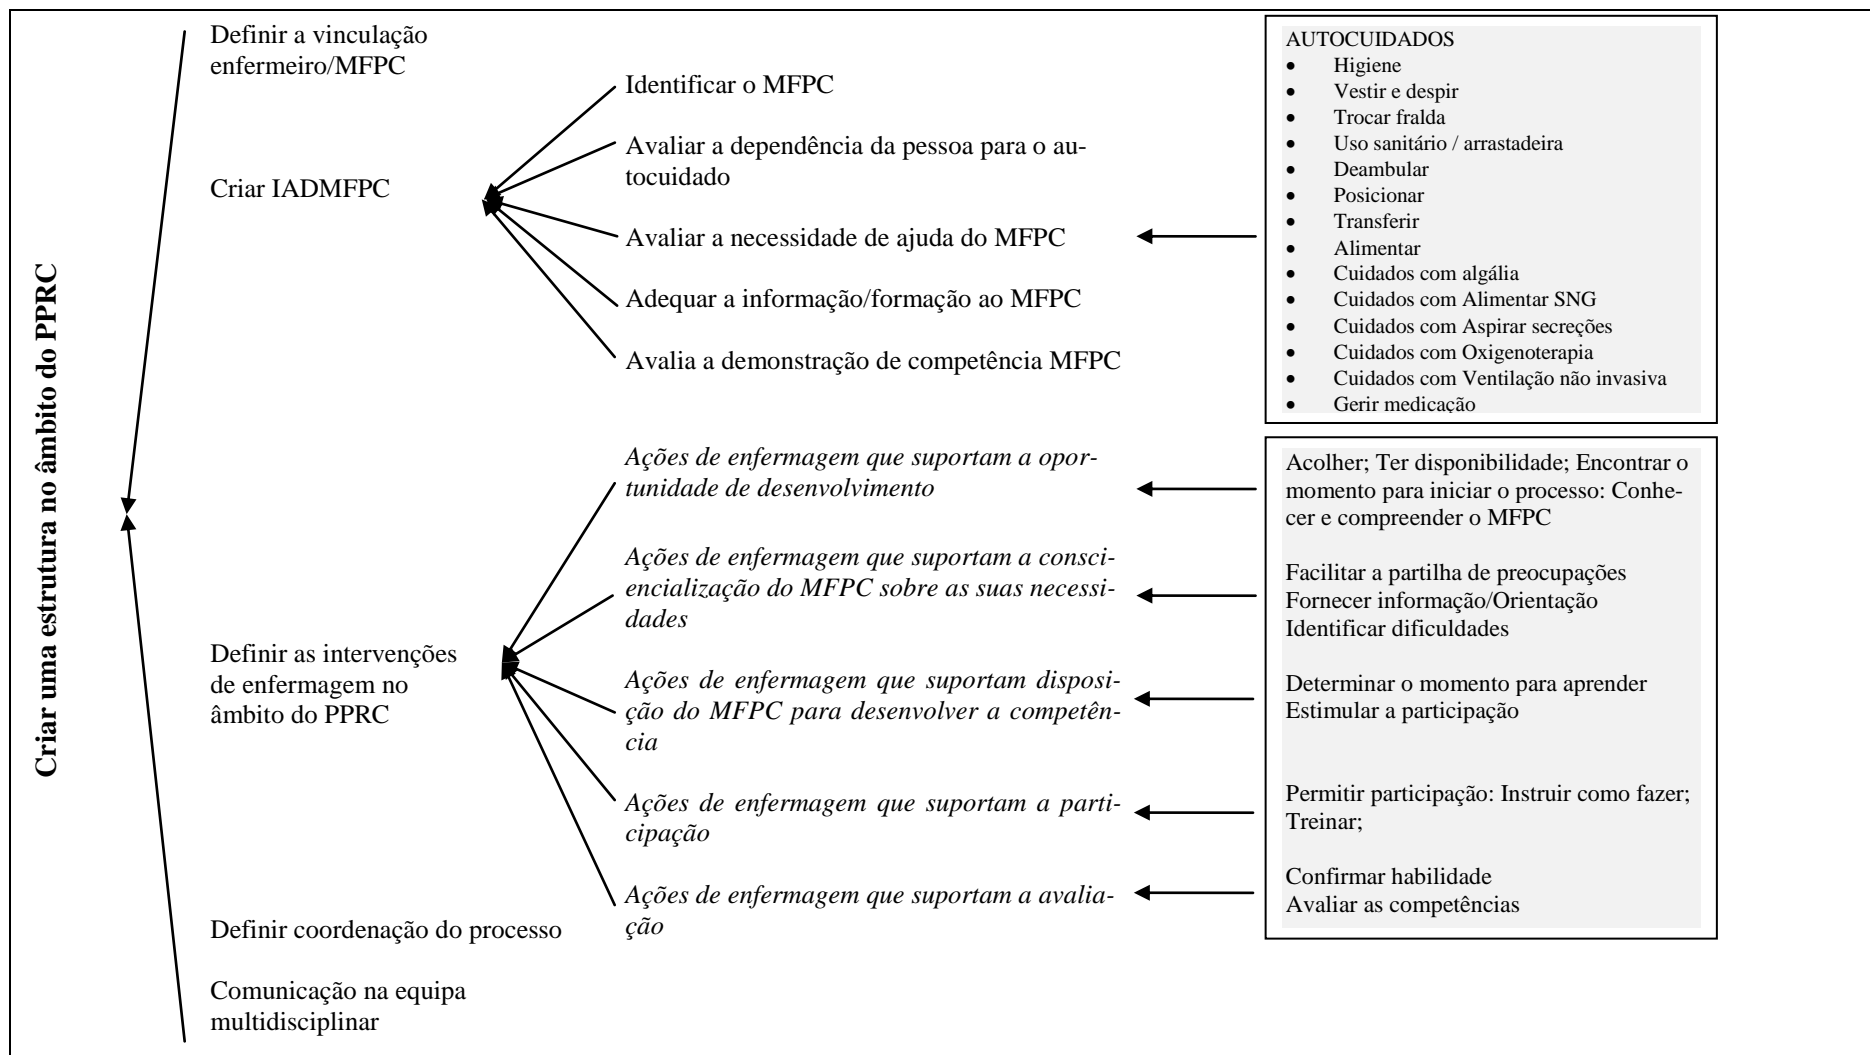 Criar uma estrutura no âmbito do PPRC
Definir a vinculação
enfermeiro/MFPC
Criar IADMFPC
Definir as intervenções
de enfermagem no
âmbito do PPRC
Definir coordenação do processo
Comunicação na equipa
multidisciplinar
Identificar o MFPC
Avaliar a dependência da pessoa para o au-
tocuidado
Avaliar a necessidade de ajuda do MFPC
Adequar a informação/formação ao MFPC
Avalia a demonstração de competência MFPC
Ações de enfermagem que suportam a opor-
tunidade de desenvolvimento
Ações de enfermagem que suportam a consci-
encialização do MFPC sobre as suas necessi-
dades
Ações de enfermagem que suportam disposi-
ção do MFPC para desenvolver a competên-
cia
Ações de enfermagem que suportam a parti-
cipação
Ações de enfermagem que suportam a avalia-
ção
AUTOCUIDADOS
• Higiene
• Vestir e despir
• Trocar fralda
• Uso sanitário / arrastadeira
• Deambular
• Posicionar
• Transferir
• Alimentar
• Cuidados com algália
• Cuidados com Alimentar SNG
• Cuidados com Aspirar secreções
• Cuidados com Oxigenoterapia
• Cuidados com Ventilação não invasiva
• Gerir medicação
Acolher; Ter disponibilidade; Encontrar o
momento para iniciar o processo: Conhe-
cer e compreender o MFPC
Facilitar a partilha de preocupações
Fornecer informação/Orientação
Identificar dificuldades
Determinar o momento para aprender
Estimular a participação
Permitir participação: Instruir como fazer;
Treinar;
Confirmar habilidade
Avaliar as competências